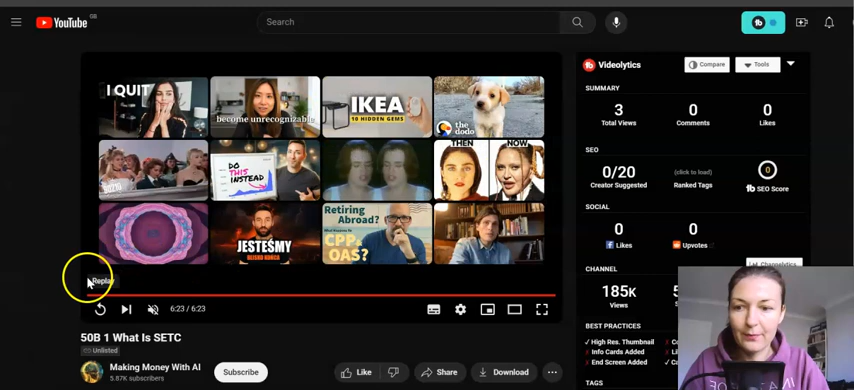 YouTube GB
Search
I QUIT
become unrecognizable
IKEA
10 HIDDEN GEMS
the dodo
DO THIS INSTEAD
THEN NOW
JESTEŚMY
Retiring Abroad?
CPP OAS?
Replay
6:23 / 6:23
50B 1 What Is SETC
Unlisted
Making Money With AI
5.87K subscribers
Subscribe
Like
Share
Download
Videolytics
Compare
Tools
SUMMARY
3 0 0
Total Views Comments Likes
SEO
0/20 (click to load) 0
Creator Suggested Ranked Tags SEO Score
SOCIAL
0 0
Likes Upvotes
CHANNEL
185K
Views
BEST PRACTICES
✓ High Res. Thumbnail
✗ Info Cards Added
✓ End Screen Added
TAGS